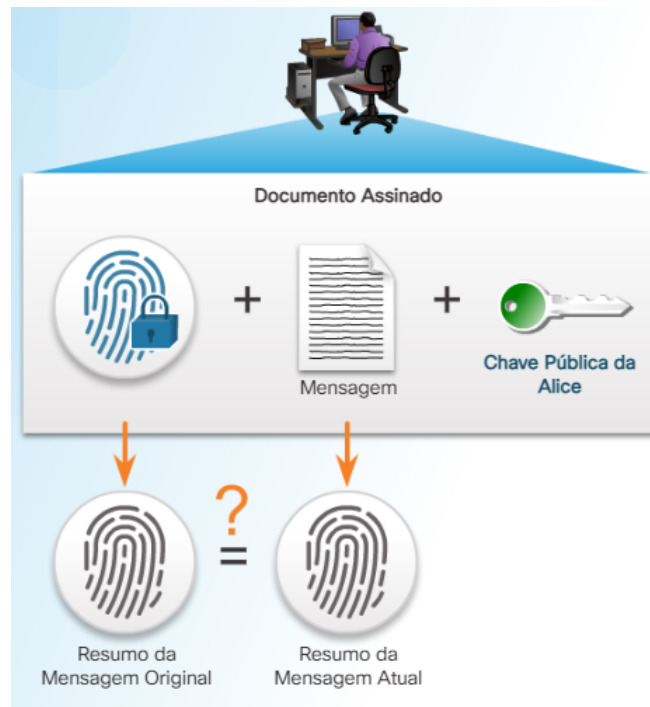 Documento Assinado
+
+
Mensagem
Chave Pública da
Alice
?
=
Resumo da
Mensagem Original
Resumo da
Mensagem Atual